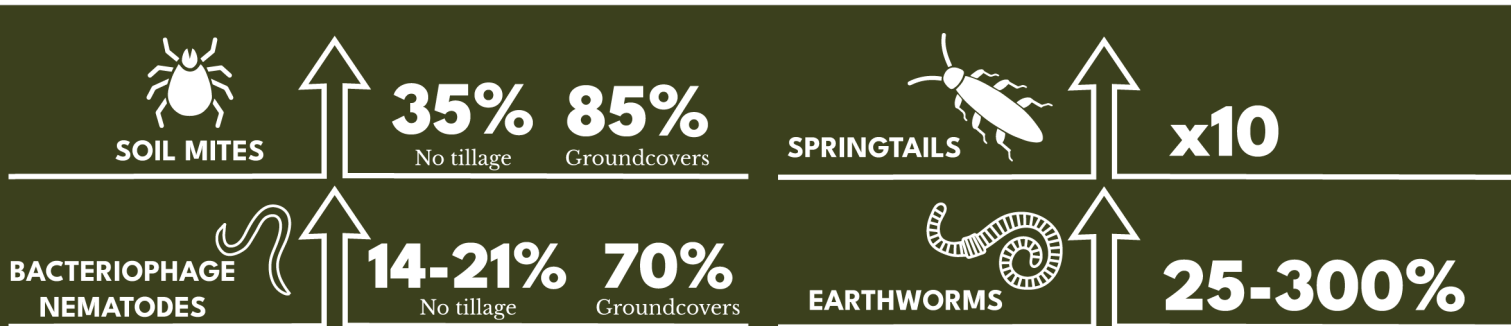 SOIL MITES
35% 85%
No tillage Groundcovers
SPRINGTAILS
x10
BACTERIOPHAGE
NEMATODES
14-21% 70%
No tillage Groundcovers
EARTHWORMS
25-300%